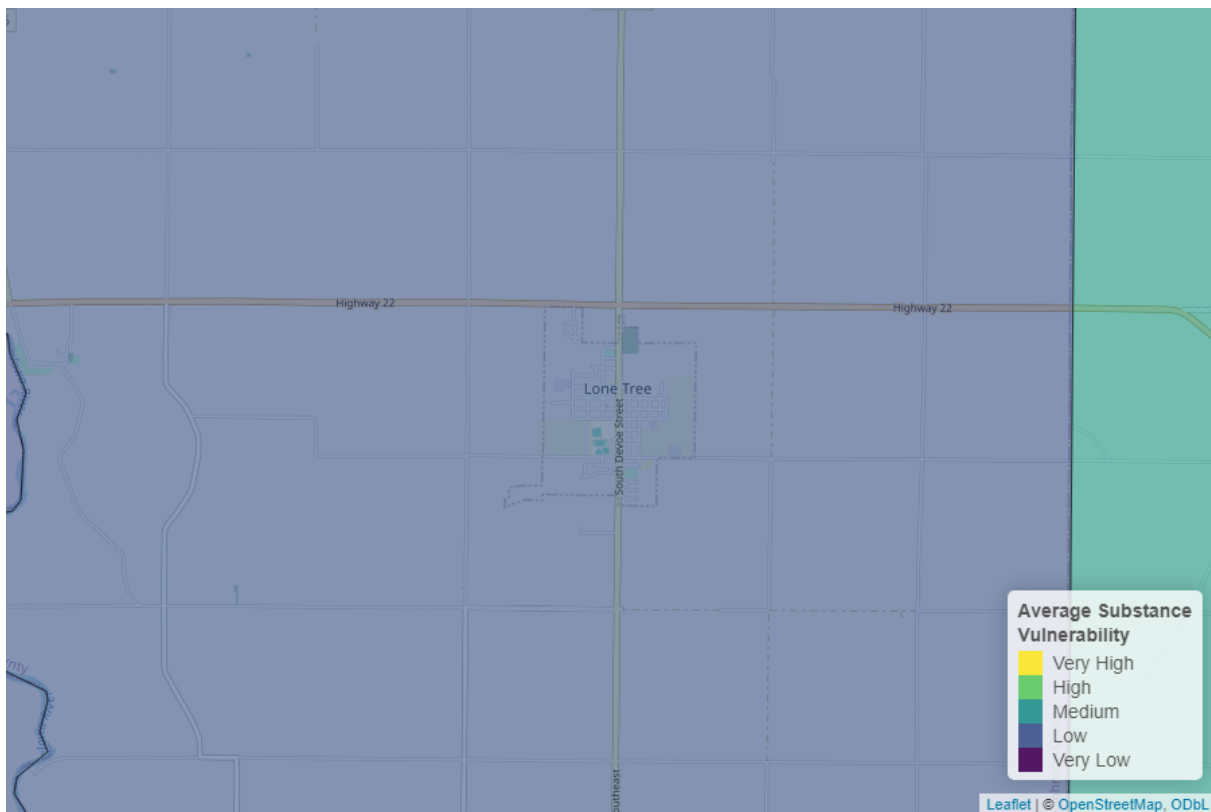 Highway 22
Highway 22
Lone Tree
South Devoe Street
Average Substance
Vulnerability
Very High
High
Medium
Low
Very Low
Leaflet | © OpenStreetMap, ODbL